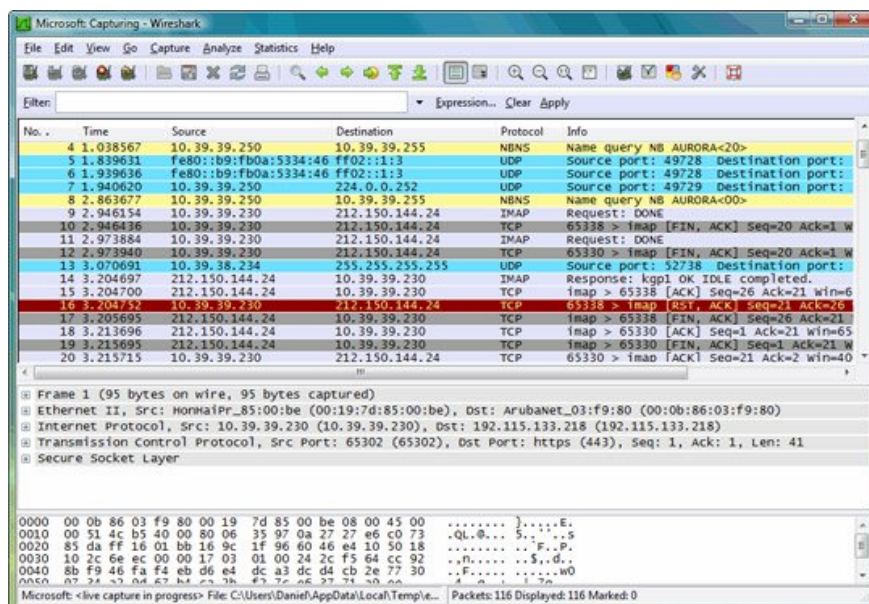 Microsoft: Capturing - Wireshark
File Edit View Go Capture Analyze Statistics Help
Filter: Expression... Clear Apply
No. . Time Source Destination Protocol Info
4 1.038567 10.39.39.250 10.39.39.255 NBNS Name query NB AURORA<20>
5 1.839631 fe80::b9:fb0a:5334:46 ff02::1:3 UDP Source port: 49728 Destination port:
6 1.939636 fe80::b9:fb0a:5334:46 ff02::1:3 UDP Source port: 49728 Destination port:
7 1.940620 10.39.39.250 224.0.0.252 UDP Source port: 49729 Destination port:
8 2.863677 10.39.39.250 10.39.39.255 NBNS Name query NB AURORA<00>
9 2.946154 10.39.39.230 212.150.144.24 IMAP Request: DONE
10 2.946436 10.39.39.230 212.150.144.24 TCP 65338 > imap [FIN, ACK] Seq=20 Ack=1 W
11 2.973884 10.39.39.230 212.150.144.24 IMAP Request: DONE
12 2.973940 10.39.39.230 212.150.144.24 TCP 65330 > imap [FIN, ACK] Seq=20 Ack=1 W
13 3.070691 10.39.38.234 255.255.255.255 UDP Source port: 52738 Destination port:
14 3.204697 212.150.144.24 10.39.39.230 IMAP Response: kgp1 OK IDLE completed.
15 3.204700 212.150.144.24 10.39.39.230 TCP imap > 65338 [ACK] Seq=26 Ack=21 Win=6
16 3.204752 10.39.39.230 212.150.144.24 TCP 65338 > imap [RST, ACK] Seq=21 Ack=26
17 3.205695 212.150.144.24 10.39.39.230 TCP imap > 65338 [FIN, ACK] Seq=26 Ack=21
18 3.213696 212.150.144.24 10.39.39.230 TCP imap > 65330 [ACK] Seq=1 Ack=21 Win=65
19 3.215695 212.150.144.24 10.39.39.230 TCP imap > 65330 [FIN, ACK] Seq=1 Ack=21 W
20 3.215715 10.39.39.230 212.150.144.24 TCP 65330 > imap [ACK] Seq=21 Ack=2 Win=40
Frame 1 (95 bytes on wire, 95 bytes captured)
Ethernet II, Src: HonHaiPr_85:00:be (00:19:7d:85:00:be), Dst: ArubaNet_03:f9:80 (00:0b:86:03:f9:80)
Internet Protocol, Src: 10.39.39.230 (10.39.39.230), Dst: 192.115.133.218 (192.115.133.218)
Transmission Control Protocol, Src Port: 65302 (65302), Dst Port: https (443), Seq: 1, Ack: 1, Len: 41
Secure Socket Layer
0000 00 0b 86 03 f9 80 00 19 7d 85 00 be 08 00 45 00 ........ }.....E.
0010 00 51 4c b5 40 00 80 06 35 97 0a 27 27 e6 c0 73 .QL.@... 5..''..s
0020 85 da ff 16 01 bb 16 9c 1f 96 60 46 e4 10 50 18 ........ ..`F..P.
0030 10 2c 6e ec 00 00 17 03 01 00 24 2c f5 64 cc 92 .,n..... ..$,.d..
0040 8b f9 46 fa f4 eb d6 e4 dc a3 dc d4 cb 2e 77 30 ..F..... ......w0
Microsoft: <live capture in progress> File: C:\Users\Daniel\AppData\Local\Temp\e... Packets: 116 Displayed: 116 Marked: 0